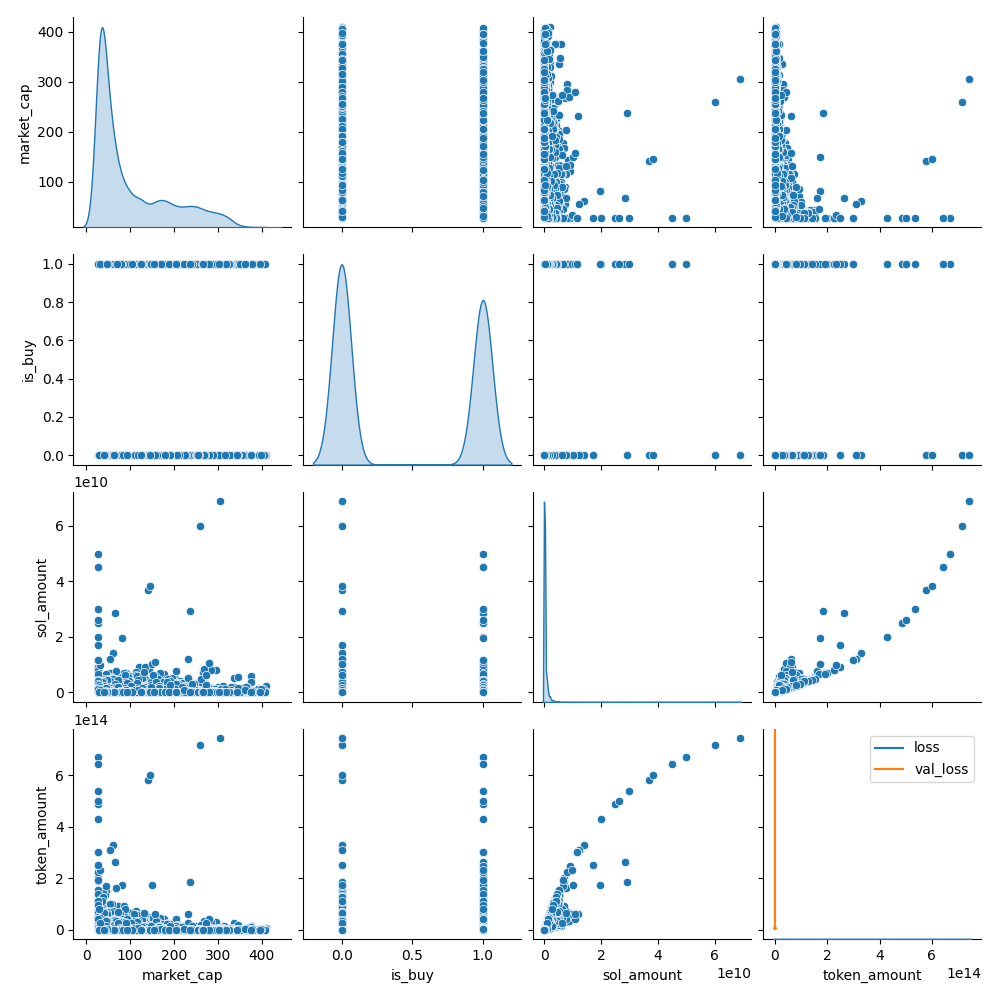 400
300
200
100
market_cap
1.0
0.8
0.6
0.4
0.2
0.0
is_buy
1e10
6
4
2
0
sol_amount
1e14
6
4
2
0
token_amount
loss
val_loss
0 100 200 300 400
market_cap
0.0 0.5 1.0
is_buy
0 2 4 6
1e10
sol_amount
0 2 4 6
1e14
token_amount